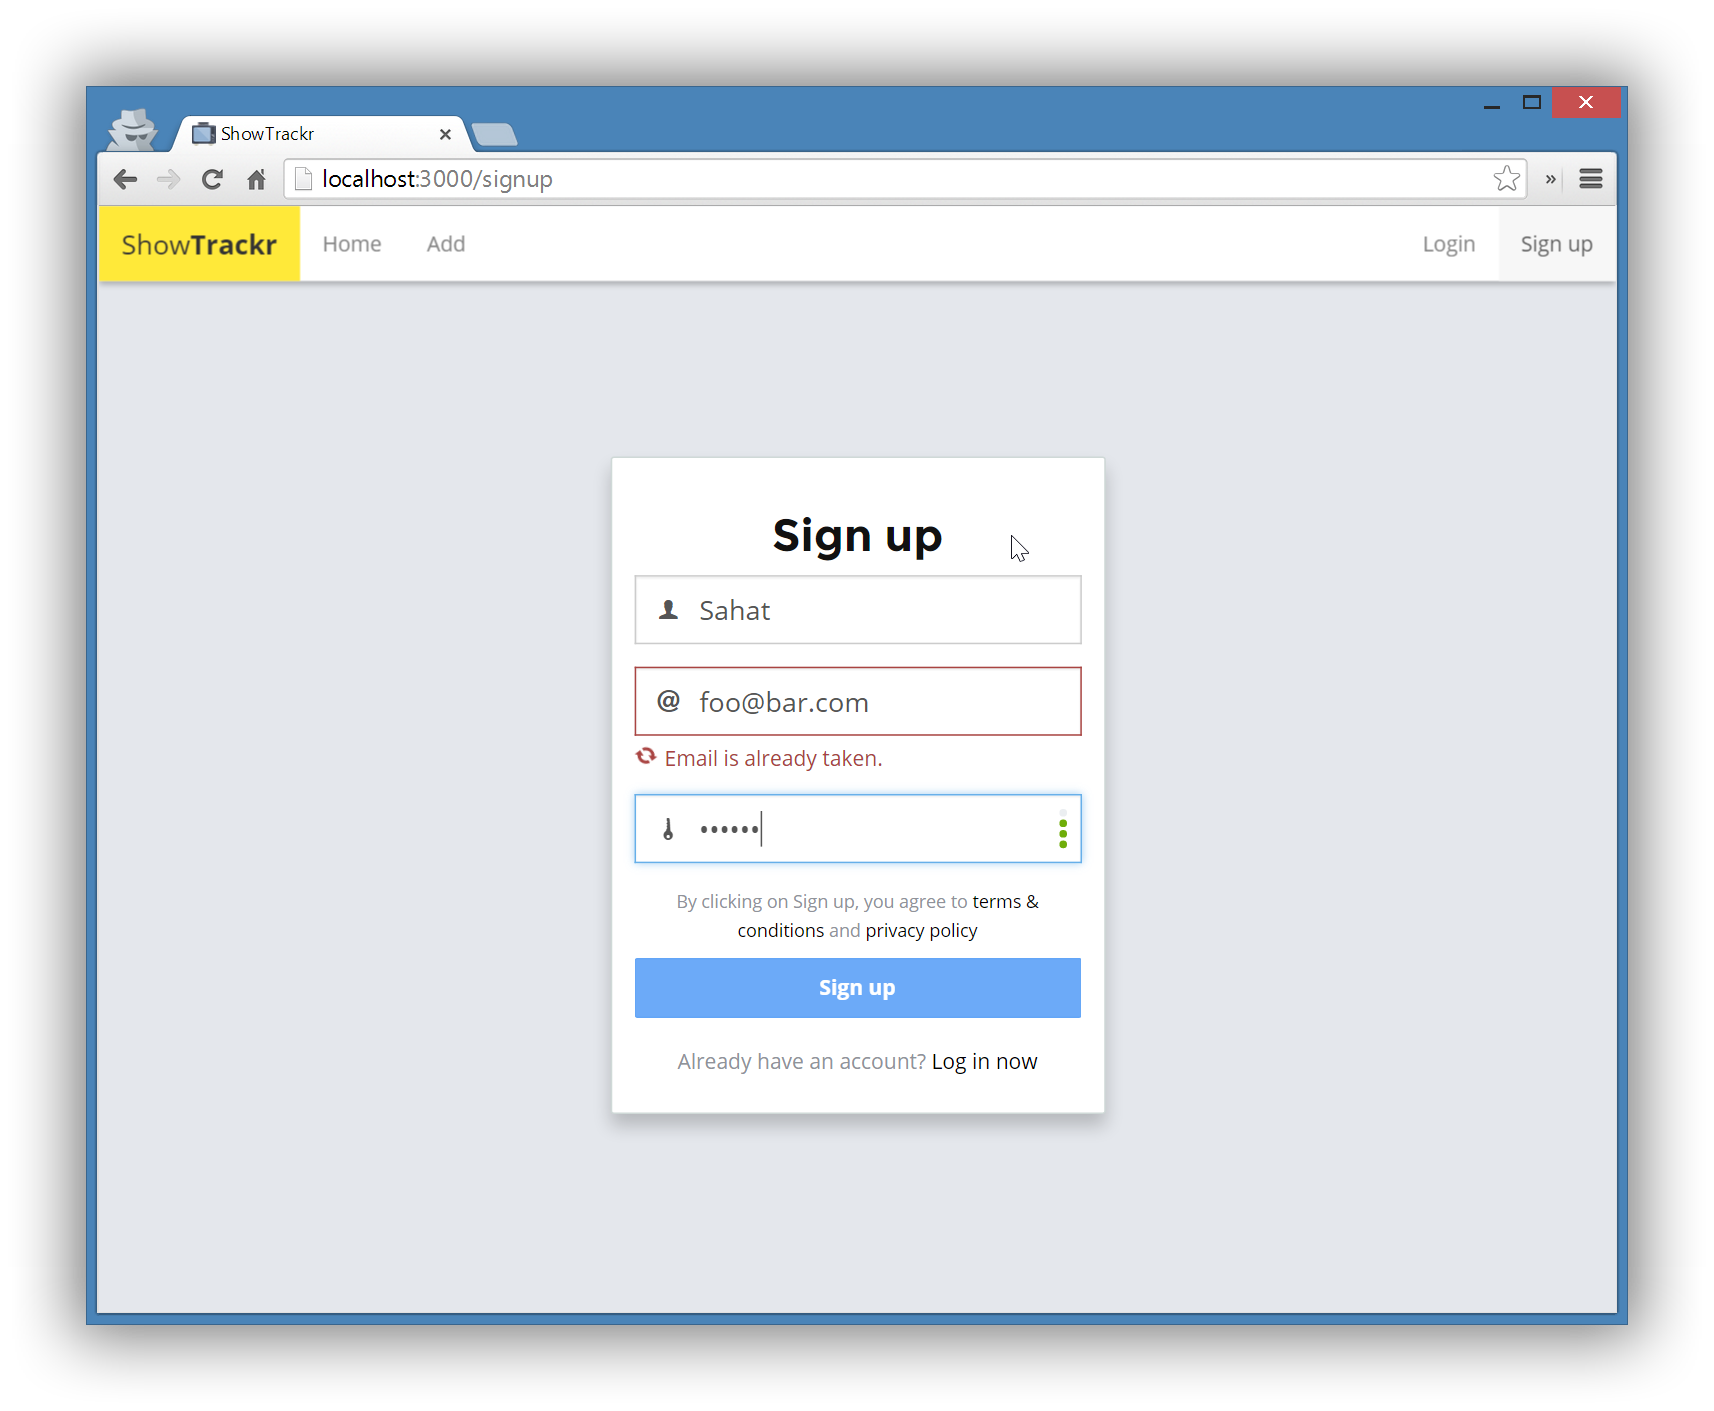 ShowTrackr
localhost:3000/signup
ShowTrackr Home Add Login Sign up
Sign up
Sahat
@ foo@bar.com
Email is already taken.
••••••
By clicking on Sign up, you agree to terms &
conditions and privacy policy
Sign up
Already have an account? Log in now